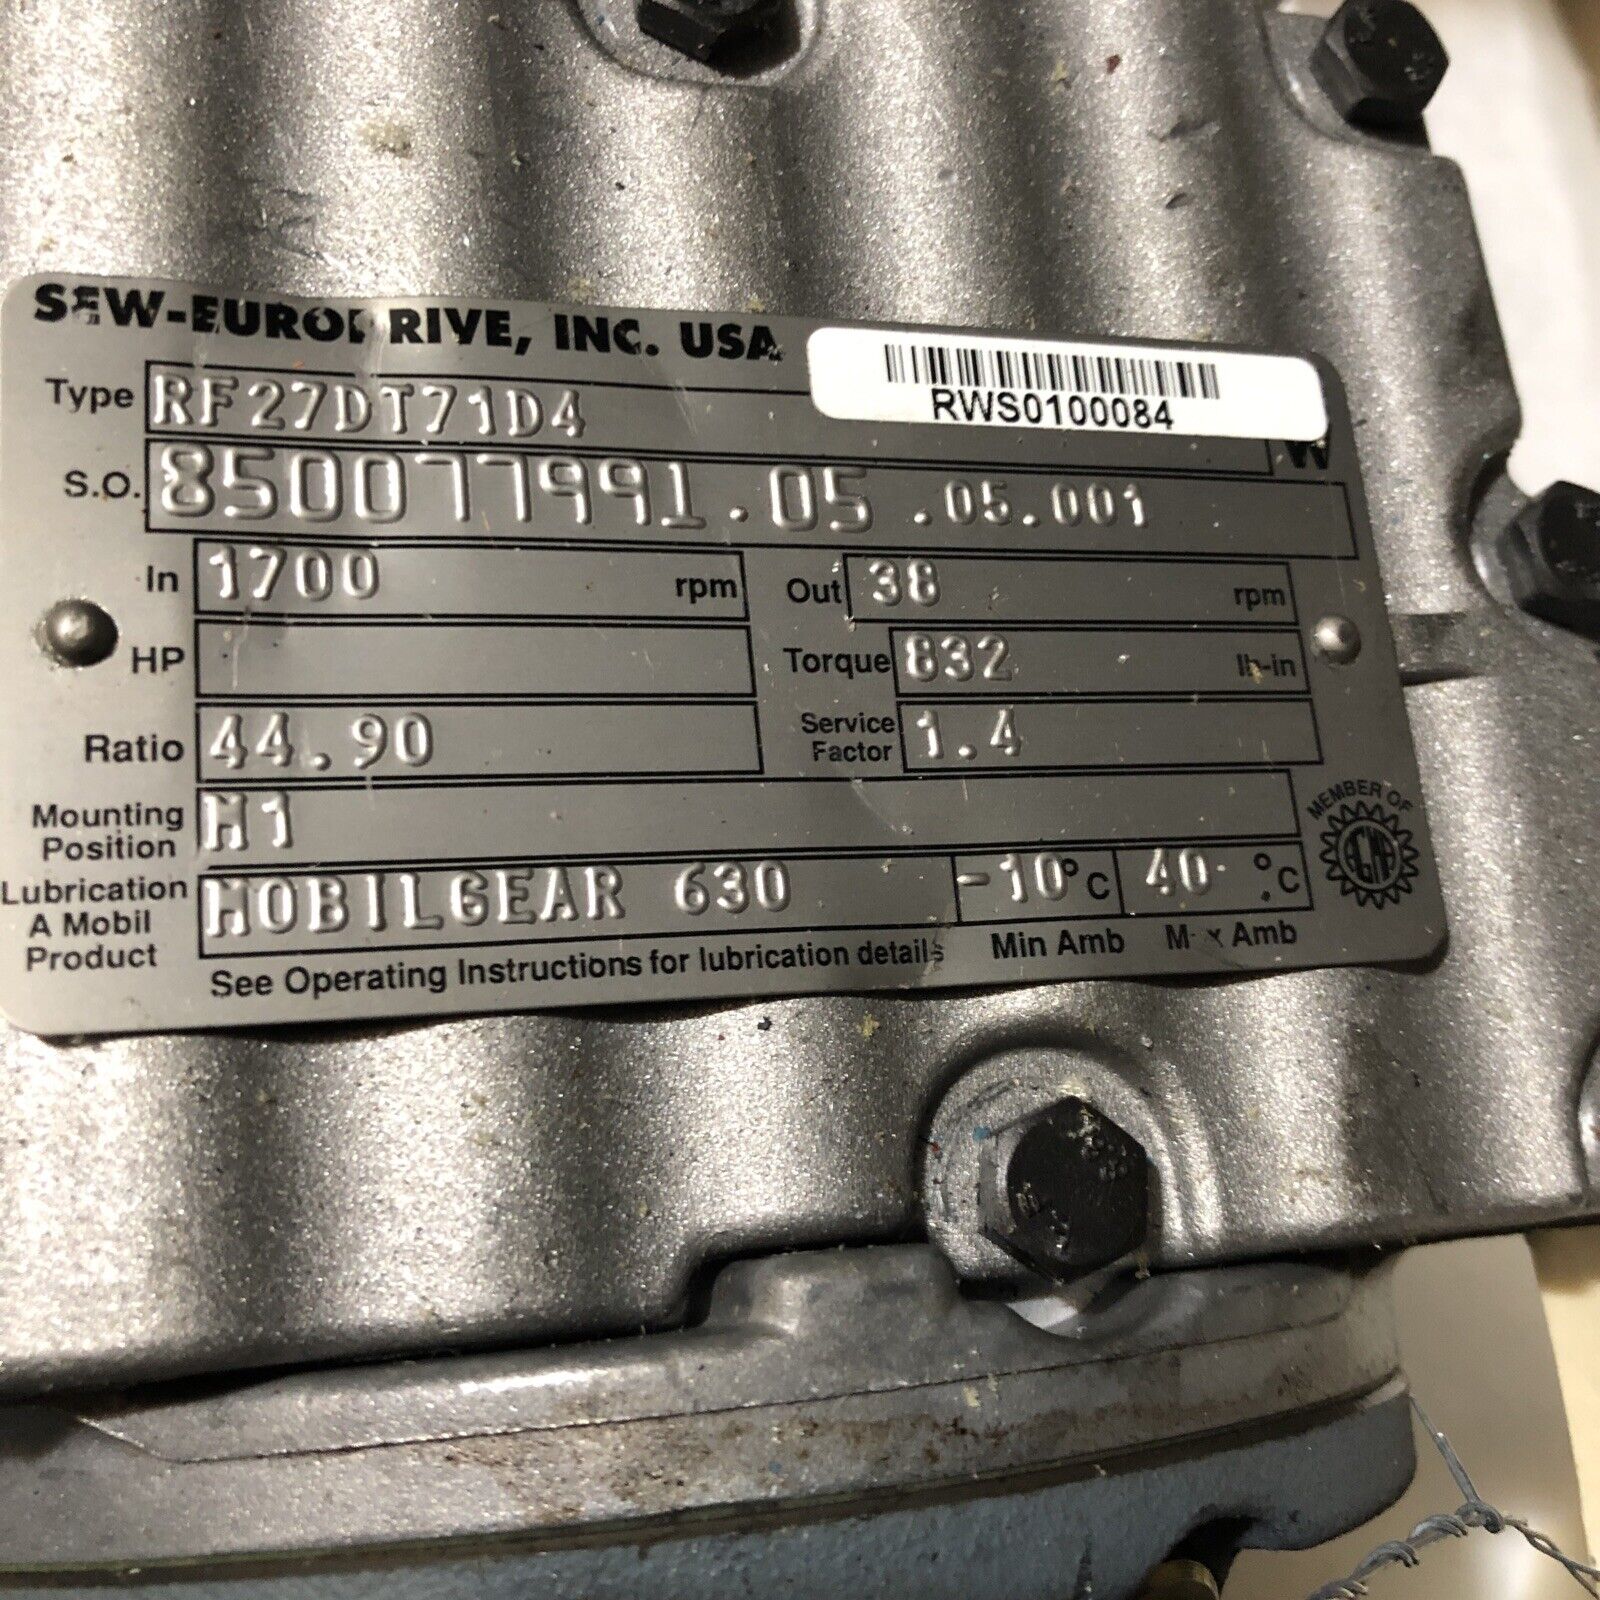 SEW-EURODRIVE, INC. USA
RWS0100084
Type RF27DT71D4
W
S.O. 850077991.05 .05.001
In 1700 rpm Out 38 rpm
HP Torque 832 lb-in
Ratio 44.90 Service Factor 1.4
Mounting Position M1
Lubrication A Mobil Product MOBILGEAR 630 -10°C 40°C
Min Amb Max Amb
See Operating Instructions for lubrication details
MEMBER OF
AGMA